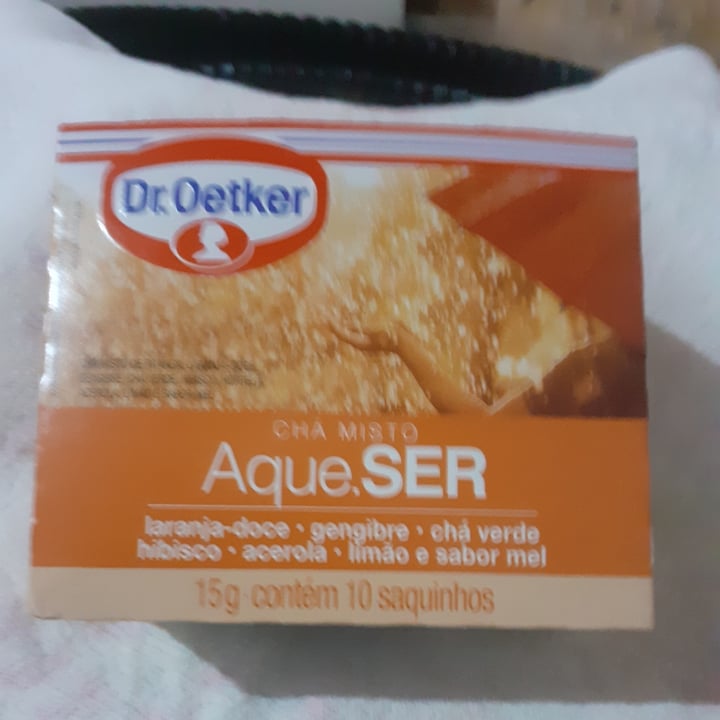 Dr. Oetker
CHÁ MISTO
Aque.SER
laranja-doce · gengibre · chá verde
hibisco · acerola · limão e sabor mel
15g · contém 10 saquinhos